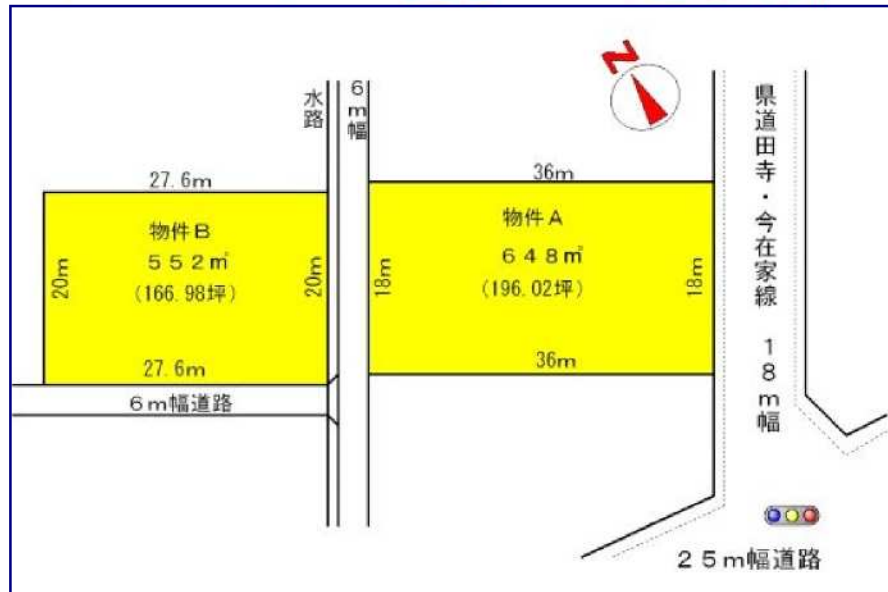 N
水路
6m幅
県道田寺・今在家線 18m幅
27.6m
36m
物件B
552㎡
(166.98坪)
20m
20m
物件A
648㎡
(196.02坪)
18m
18m
27.6m
36m
6m幅道路
25m幅道路